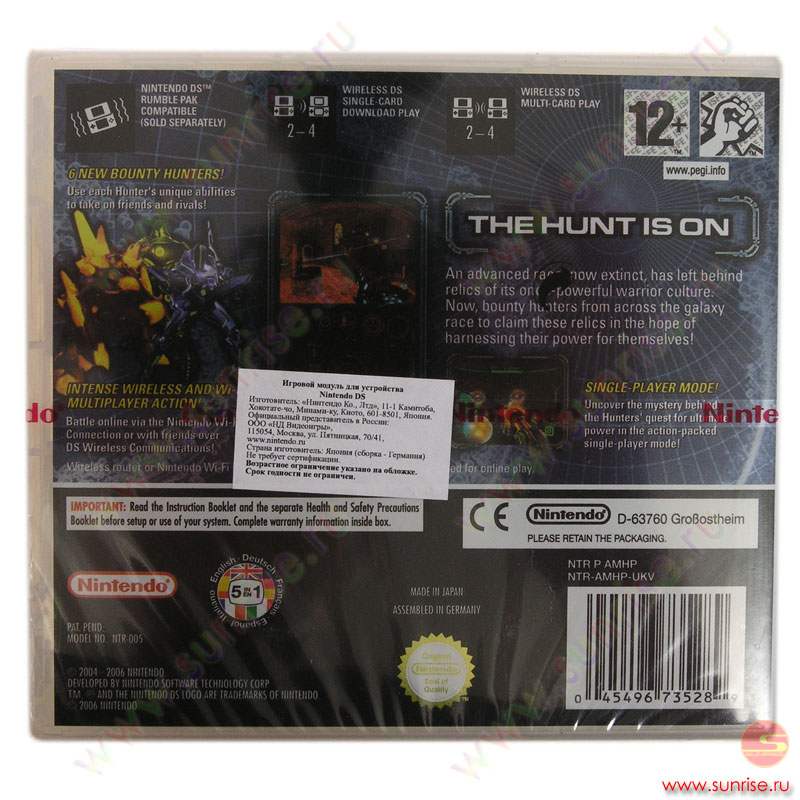 NINTENDO DS™
RUMBLE PAK
COMPATIBLE
(SOLD SEPARATELY)
WIRELESS DS
SINGLE-CARD
DOWNLOAD PLAY
2–4
WIRELESS DS
MULTI-CARD PLAY
2–4
12+
www.pegi.info
6 NEW BOUNTY HUNTERS!
Use each Hunter's unique abilities
to take on friends and rivals!
THE HUNT IS ON
An advanced race, now extinct, has left behind
relics of its once-powerful warrior culture.
Now, bounty hunters from across the galaxy
race to claim these relics in the hope of
harnessing their power for themselves!
INTENSE WIRELESS AND Wi
MULTIPLAYER ACTION
Battle online via the Nintendo Wi-
Connection or with friends over
DS Wireless Communications!
Wireless router or Nintendo Wi-Fi
ed for online play.
SINGLE-PLAYER MODE!
Uncover the mystery behind
the Hunters' quest for ultimate
power in the action-packed
single-player mode!
Игровой модуль для устройства
Nintendo DS
Изготовитель: «Нинтендо Ко., Лтд», 11-1 Камитоба,
Хокотате-чо, Минами-ку, Киото, 601-8501, Япония.
Официальный представитель в России:
ООО «НД Видеоигры»,
115054, Москва, ул. Пятницкая, 70/41,
www.nintendo.ru
Страна изготовитель: Япония (сборка - Германия)
Не требует сертификации.
Возрастное ограничение указано на обложке.
Срок годности не ограничен.
IMPORTANT: Read the Instruction Booklet and the separate Health and Safety Precautions
Booklet before setup or use of your system. Complete warranty information inside box.
CE Nintendo D-63760 Großostheim
PLEASE RETAIN THE PACKAGING.
Nintendo
English - Deutsch - Français
Español - Italiano
5 IN EN 1
MADE IN JAPAN
ASSEMBLED IN GERMANY
NTR P AMHP
NTR-AMHP-UKV
PAT. PEND
MODEL NO. NTR-005
Original
Nintendo
Seal of
Quality
© 2004 - 2006 NINTENDO
DEVELOPED BY NINTENDO SOFTWARE TECHNOLOGY CORP.
™, ® AND THE NINTENDO DS LOGO ARE TRADEMARKS OF NINTENDO.
© 2006 NINTENDO
0 45496 73528 9
www.sunrise.ru